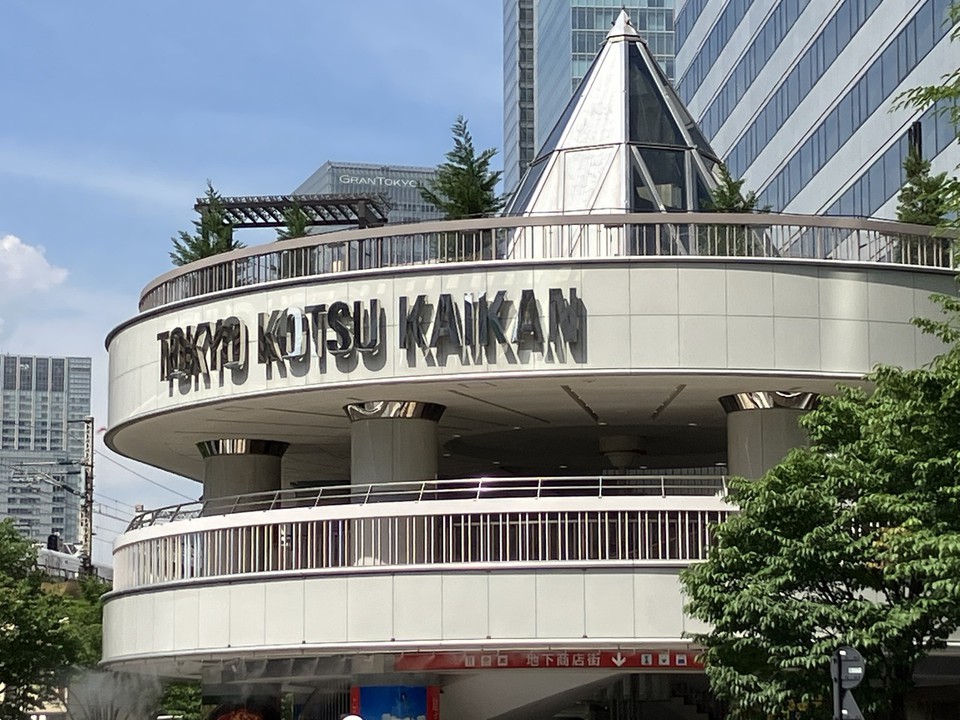 GRANTOKYO
TOKYO KOTSU KAIKAN
地下商店街